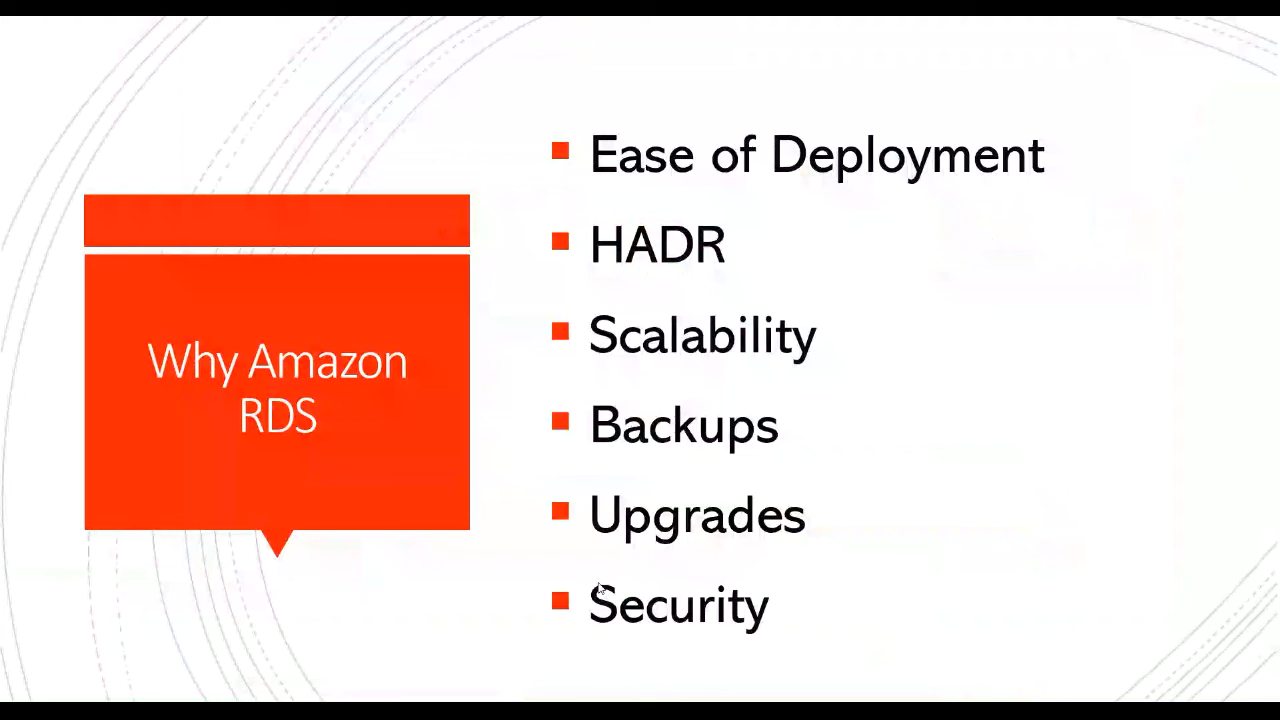 Why Amazon
RDS
Ease of Deployment
HADR
Scalability
Backups
Upgrades
Security